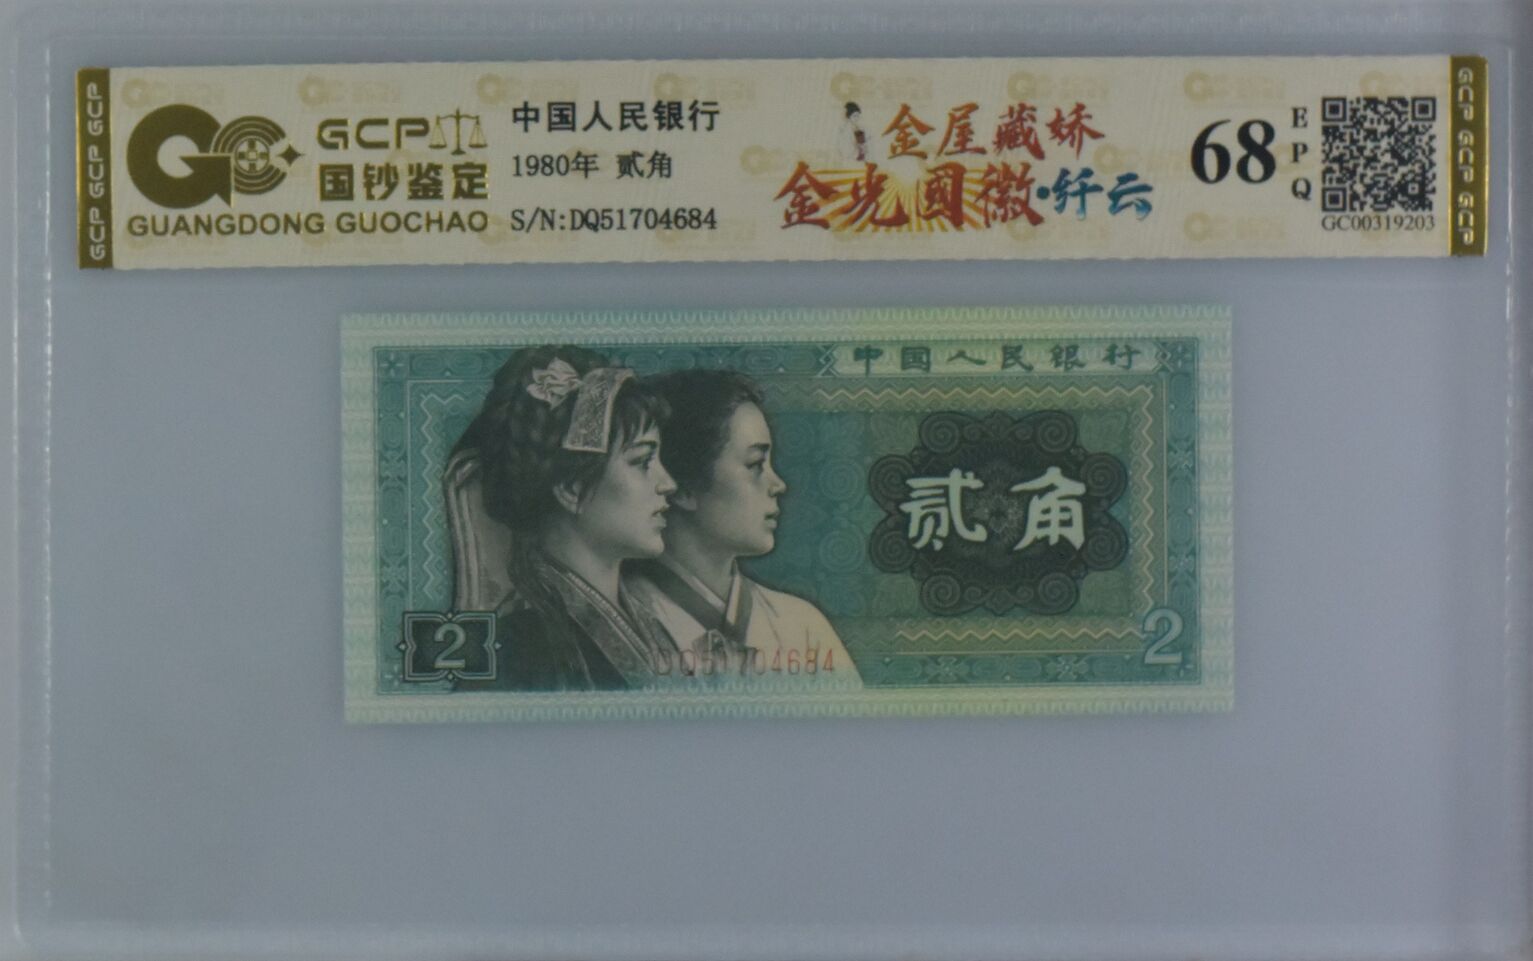 GCP GCP GCP
GCP
国钞鉴定
GUANGDONG GUOCHAO
中国人民银行
1980年 贰角
S/N:DQ51704684
金屋藏娇
金光國徽·纤云
68
EPQ
GC00319203
GCP GCP GCP
中国人民银行
贰角
2
2
DQ51704684